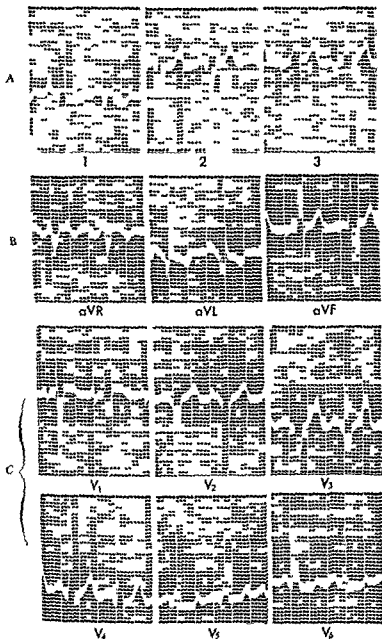 A
1 2 3
B
aVR aVL aVF
C
V₁ V₂ V₃
V₄ V₅ V₆